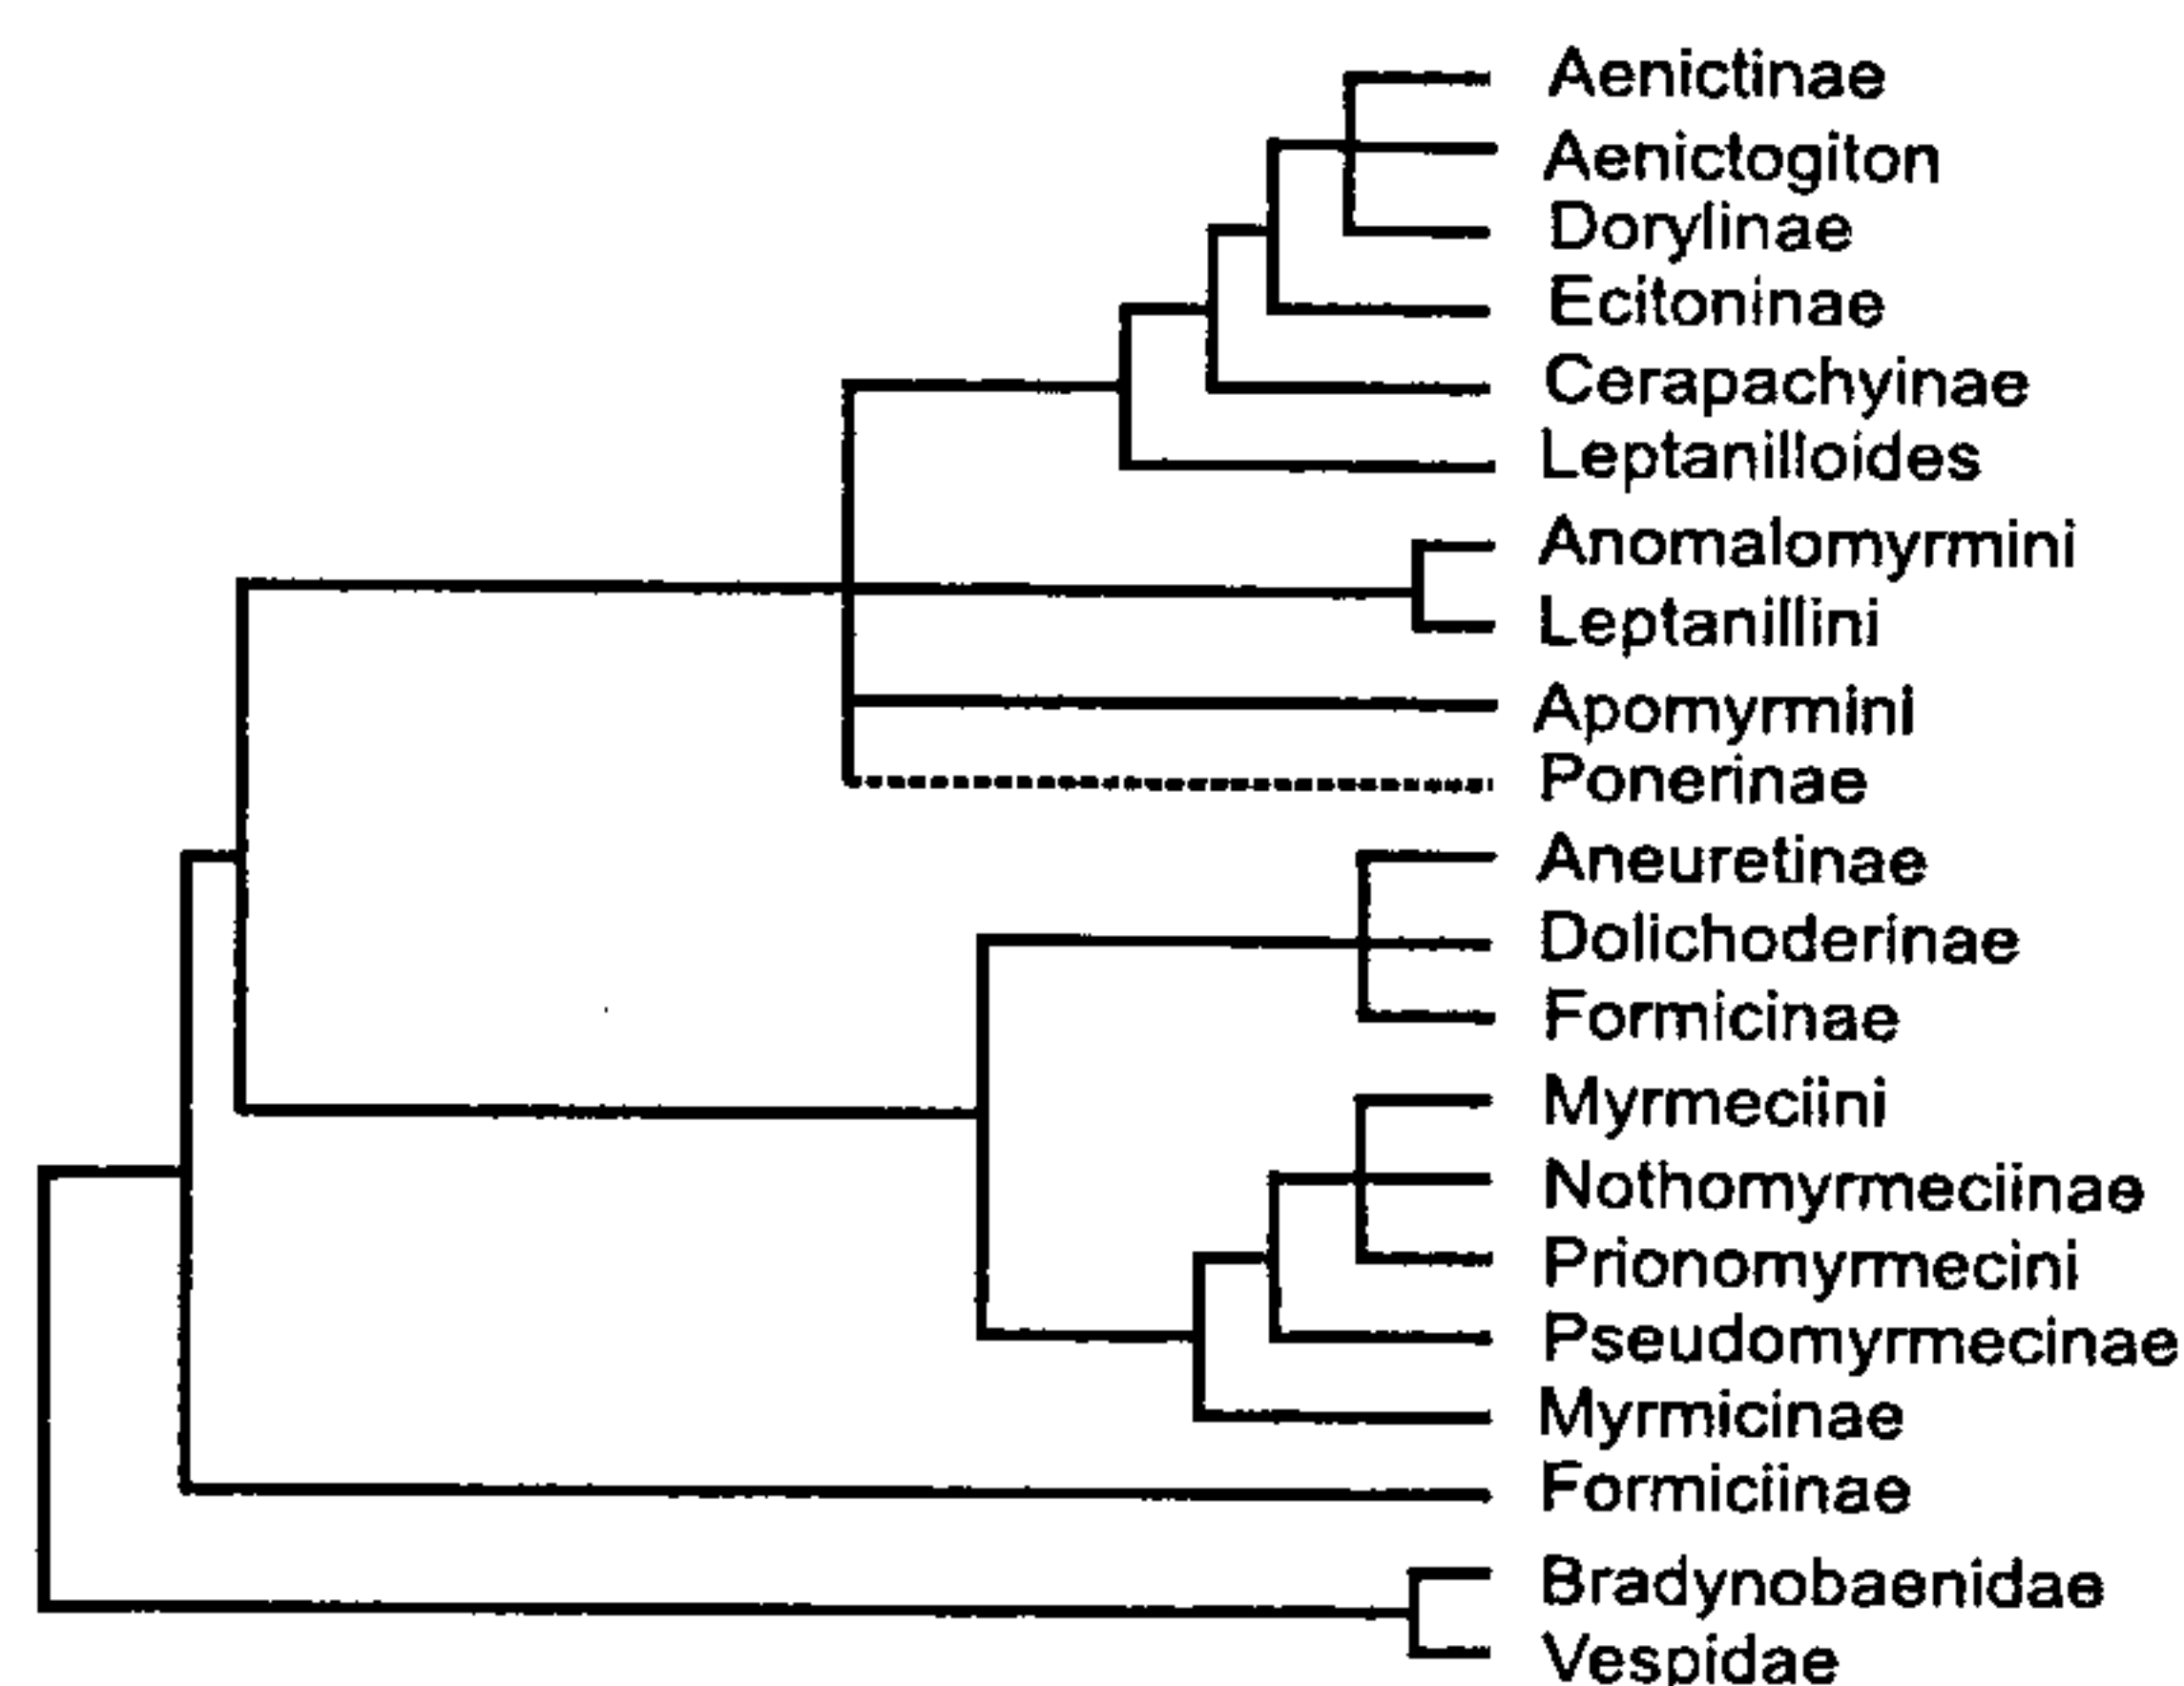 Aenictinae
Aenictogiton
Dorylinae
Ecitoninae
Cerapachyinae
Leptanilloides
Anomalomyrmini
Leptanillini
Apomyrmini
Ponerinae
Aneuretinae
Dolichoderinae
Formicinae
Myrmeciini
Nothomyrmeciinae
Prionomyrmecini
Pseudomyrmecinae
Myrmicinae
Formiciinae
Bradynobaenidae
Vespidae